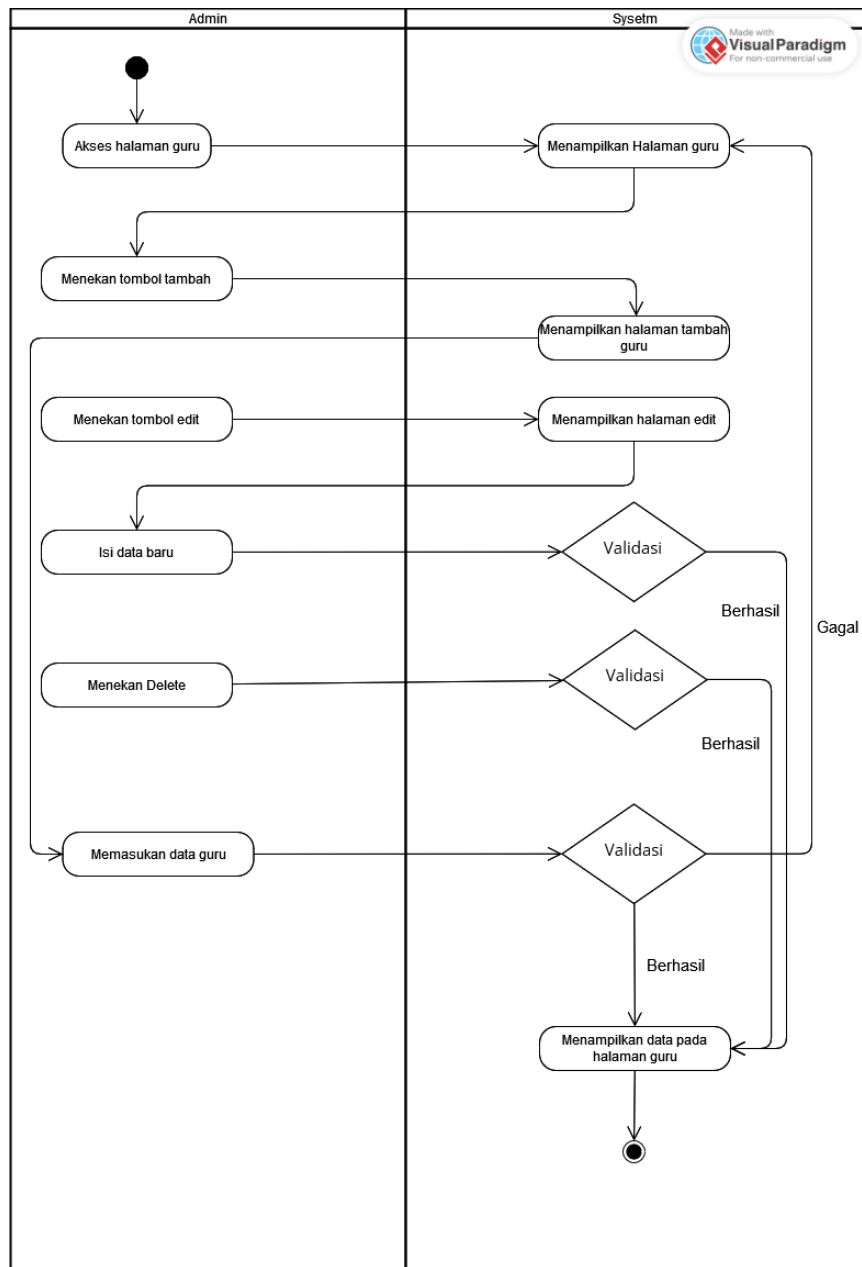 Admin
Sysetm
Made with
Visual Paradigm
For non-commercial use
Akses halaman guru
Menampilkan Halaman guru
Menekan tombol tambah
Menampilkan halaman tambah
guru
Menekan tombol edit
Menampilkan halaman edit
Isi data baru
Validasi
Berhasil
Gagal
Menekan Delete
Validasi
Berhasil
Memasukan data guru
Validasi
Berhasil
Menampilkan data pada
halaman guru